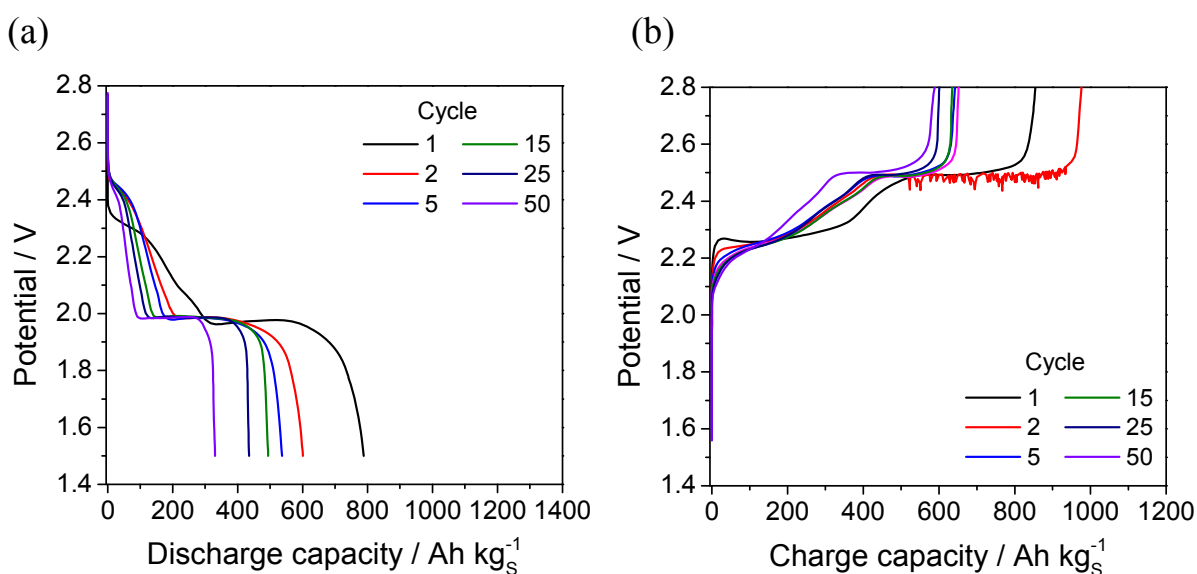 (a)
2.8
2.6
2.4
2.2
2.0
1.8
1.6
1.4
Potential / V
Cycle
1 15
2 25
5 50
0 200 400 600 800 1000 1200 1400
Discharge capacity / Ah kg_S^-1
(b)
2.8
2.6
2.4
2.2
2.0
1.8
1.6
1.4
Potential / V
Cycle
1 15
2 25
5 50
0 200 400 600 800 1000 1200
Charge capacity / Ah kg_S^-1